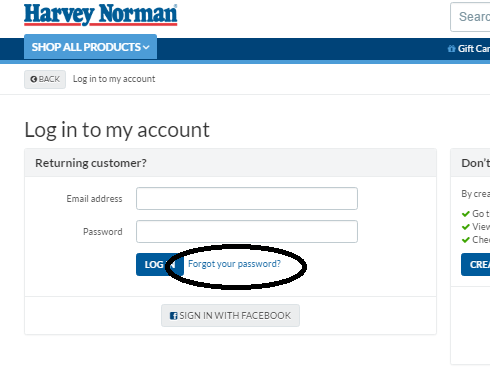 Harvey Norman
Searc
SHOP ALL PRODUCTS
Gift Car
BACK Log in to my account
Log in to my account
Returning customer?
Email address
Password
LOG IN Forgot your password?
SIGN IN WITH FACEBOOK
Don't
By crea
Go t
View
Chec
CREA